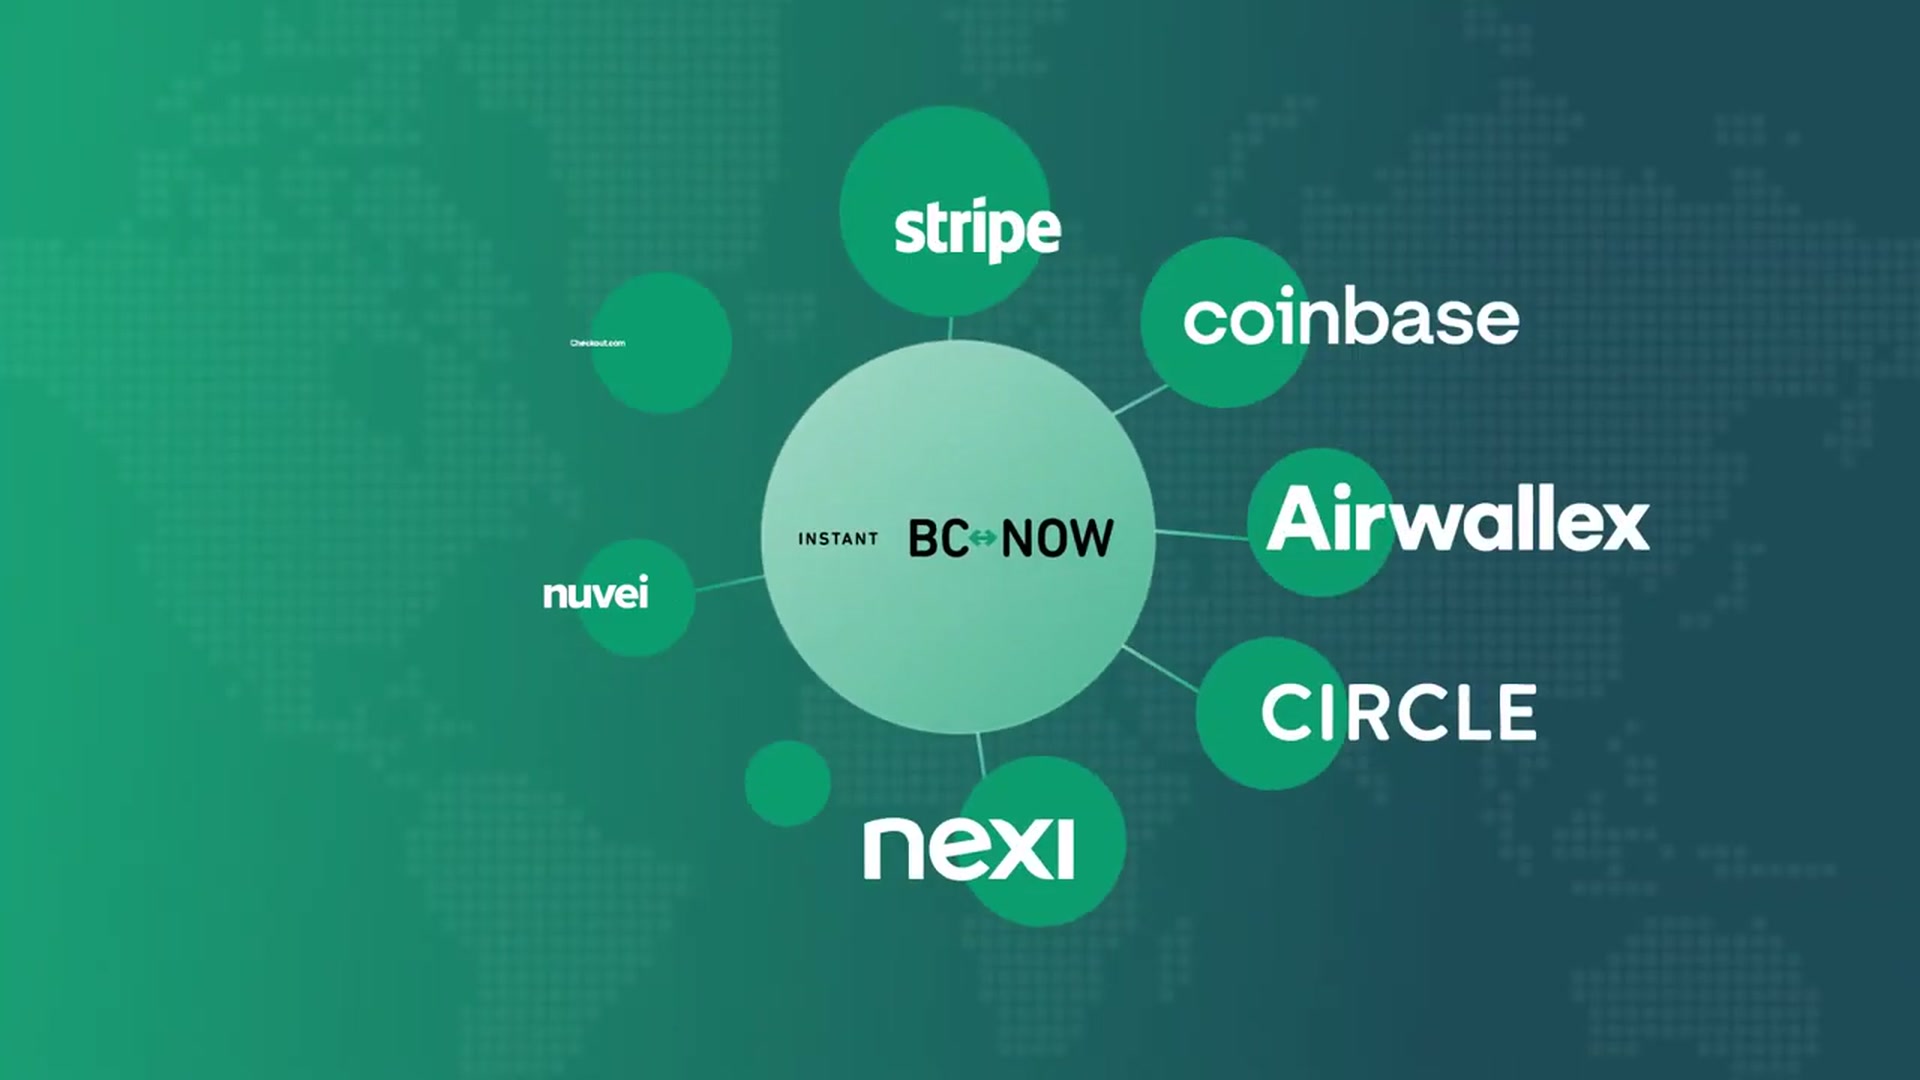 stripe
coinbase
Checkout.com
Airwallex
INSTANT BC↔NOW
nuvei
CIRCLE
nexi